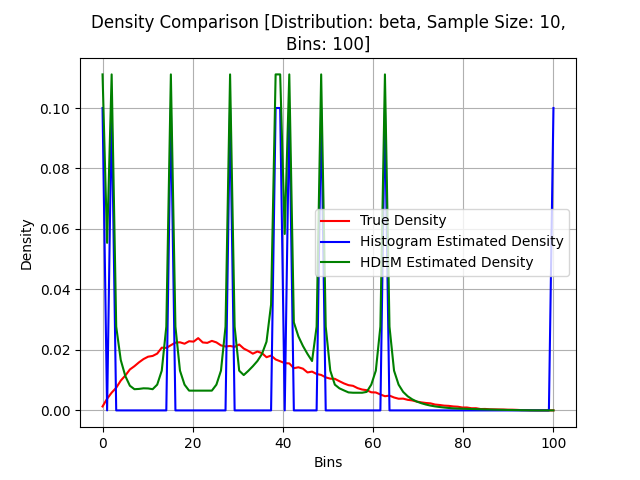 Density Comparison [Distribution: beta, Sample Size: 10,
Bins: 100]
Density
0.10
0.08
0.06
0.04
0.02
0.00
True Density
Histogram Estimated Density
HDEM Estimated Density
0 20 40 60 80 100
Bins